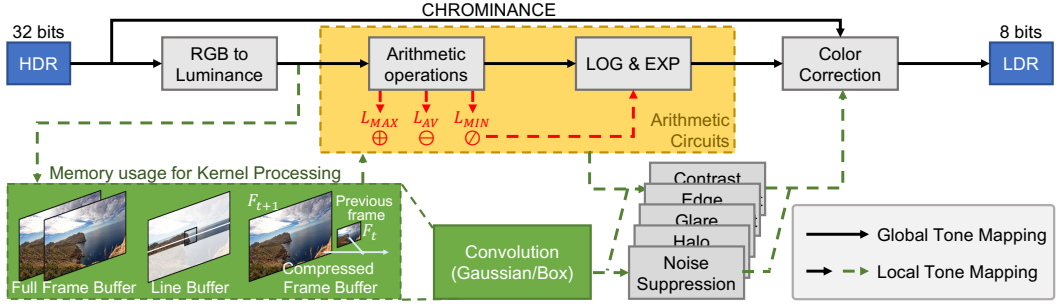 CHROMINANCE
32 bits
HDR
RGB to
Luminance
Arithmetic
operations
LOG & EXP
Color
Correction
8 bits
LDR
L_MAX
L_AV
L_MIN
Arithmetic
Circuits
Memory usage for Kernel Processing
F_{t+1}
Previous
frame
F_t
Full Frame Buffer
Line Buffer
Compressed
Frame Buffer
Convolution
(Gaussian/Box)
Contrast
Edge
Glare
Halo
Noise
Suppression
Global Tone Mapping
Local Tone Mapping